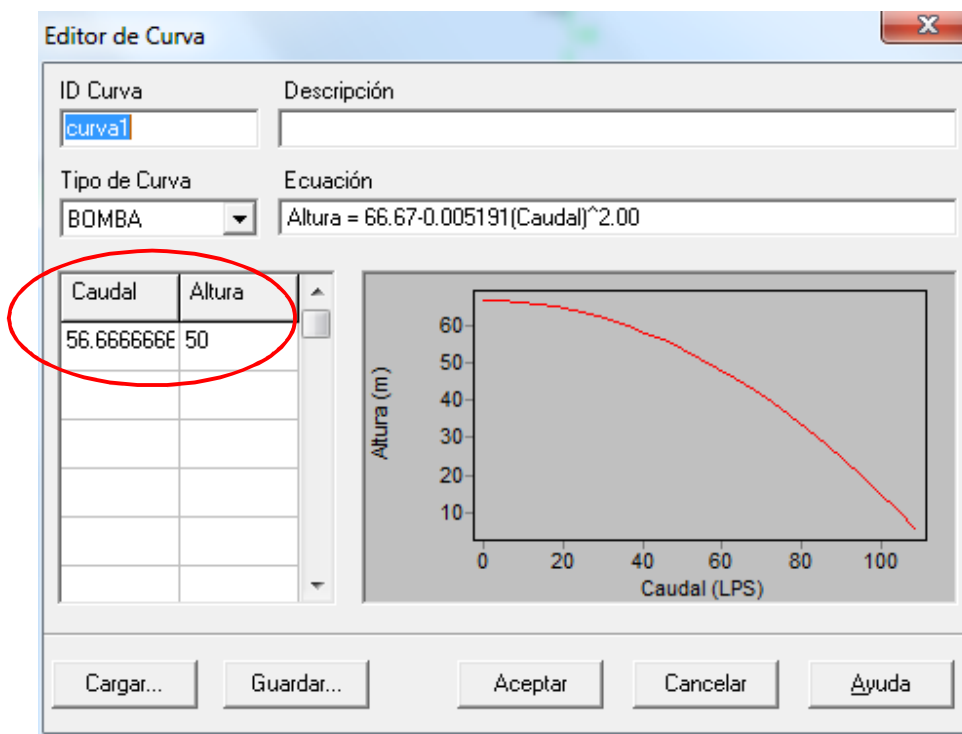 Editor de Curva
x
ID Curva Descripción
curva1
Tipo de Curva Ecuación
BOMBA Altura = 66.67-0.005191(Caudal)^2.00
Caudal Altura
56.6666666 50
60
50
40
30
20
10
Altura (m)
0 20 40 60 80 100
Caudal (LPS)
Cargar... Guardar... Aceptar Cancelar Ayuda